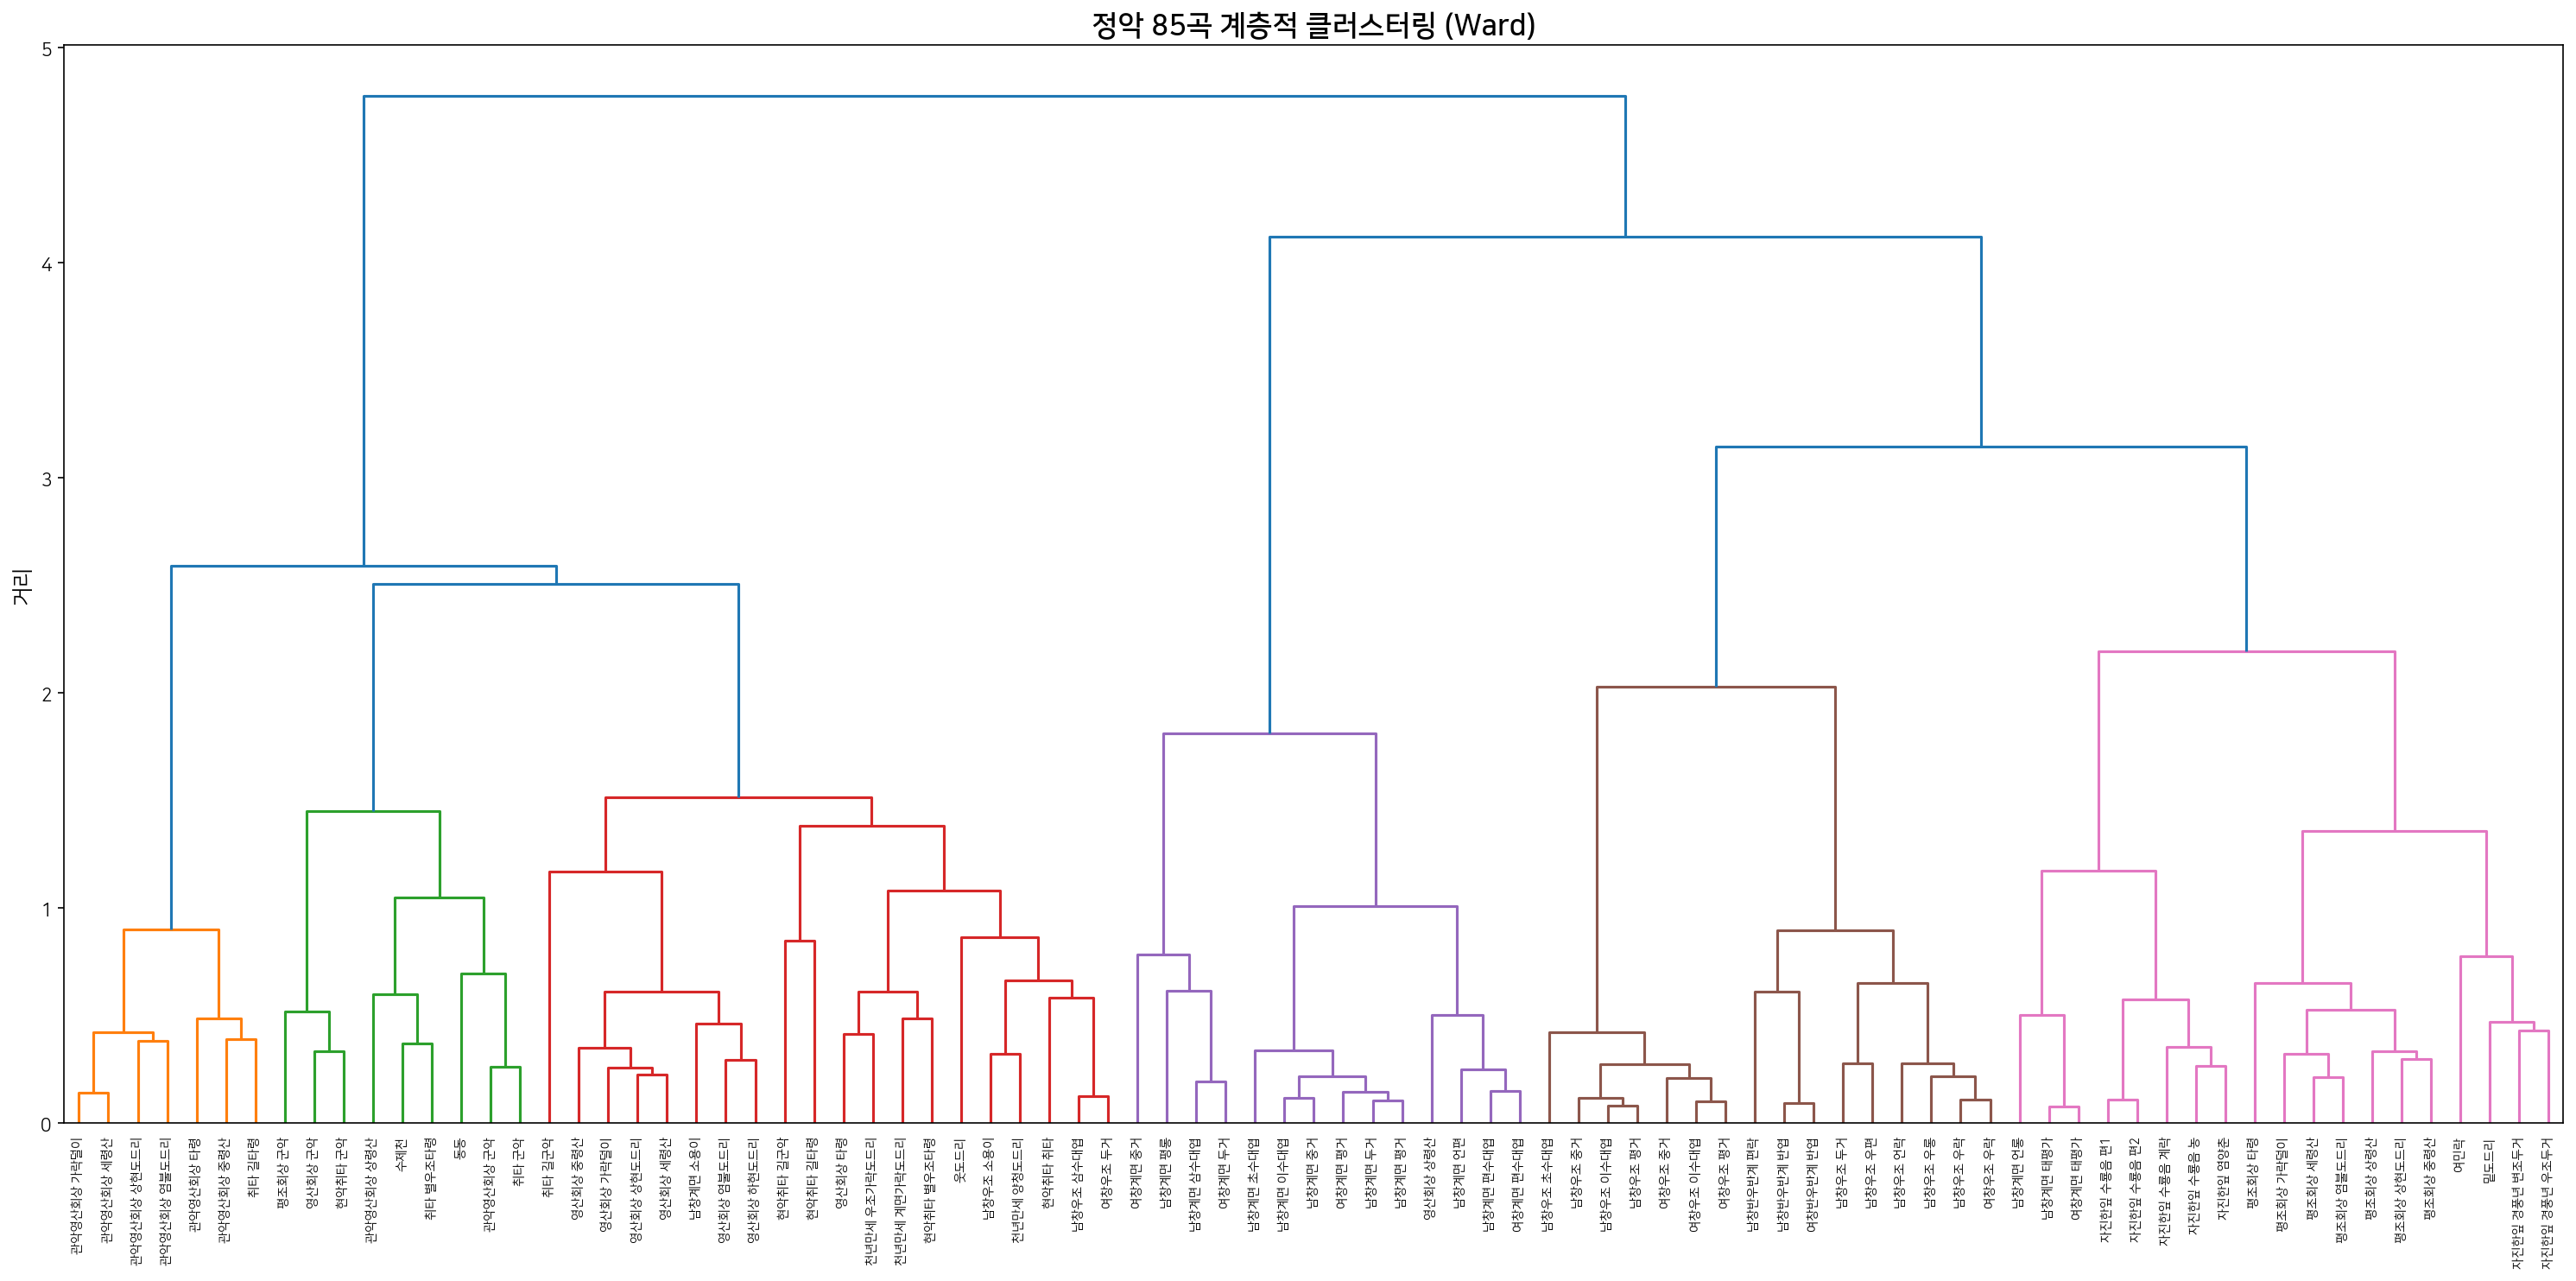 정악 85곡 계층적 클러스터링 (Ward)
5
4
3
2
1
0
거리
관악영산회상 가락덜이
관악영산회상 세령산
관악영산회상 상현도드리
관악영산회상 염불도드리
관악영산회상 타령
관악영산회상 중령산
취타 길타령
평조회상 군악
영산회상 군악
현악취타 군악
관악영산회상 상령산
수제천
취타 별우조타령
동동
관악영산회상 군악
취타 군악
취타 길군악
영산회상 중령산
영산회상 가락덜이
영산회상 상현도드리
영산회상 세령산
남창계면 소용이
영산회상 염불도드리
영산회상 하현도드리
현악취타 길군악
현악취타 길타령
영산회상 타령
천년만세 우조가락도드리
천년만세 계면가락도드리
현악취타 별우조타령
웃도드리
남창우조 소용이
천년만세 양청도드리
현악취타 취타
남창우조 삼수대엽
여창우조 두거
여창계면 중거
남창계면 평롱
남창계면 삼수대엽
여창계면 두거
남창계면 초수대엽
남창계면 이수대엽
남창계면 중거
여창계면 평거
남창계면 두거
남창계면 평거
영산회상 상령산
남창계면 언편
남창계면 편수대엽
여창계면 편수대엽
남창우조 초수대엽
남창우조 중거
남창우조 이수대엽
남창우조 평거
여창우조 중거
여창우조 이수대엽
여창우조 평거
남창반우반계 편락
남창반우반계 반엽
여창반우반계 반엽
남창우조 두거
남창우조 우편
남창우조 언락
남창우조 우롱
남창우조 우락
여창우조 우락
남창계면 언롱
남창계면 태평가
여창계면 태평가
자진한잎 수룡음 편1
자진한잎 수룡음 편2
자진한잎 수룡음 계락
자진한잎 수룡음 농
자진한잎 염양춘
평조회상 타령
평조회상 가락덜이
평조회상 세령산
평조회상 염불도드리
평조회상 상령산
평조회상 상현도드리
평조회상 중령산
여민락
밑도드리
자진한잎 경풍년 변조두거
자진한잎 경풍년 우조두거